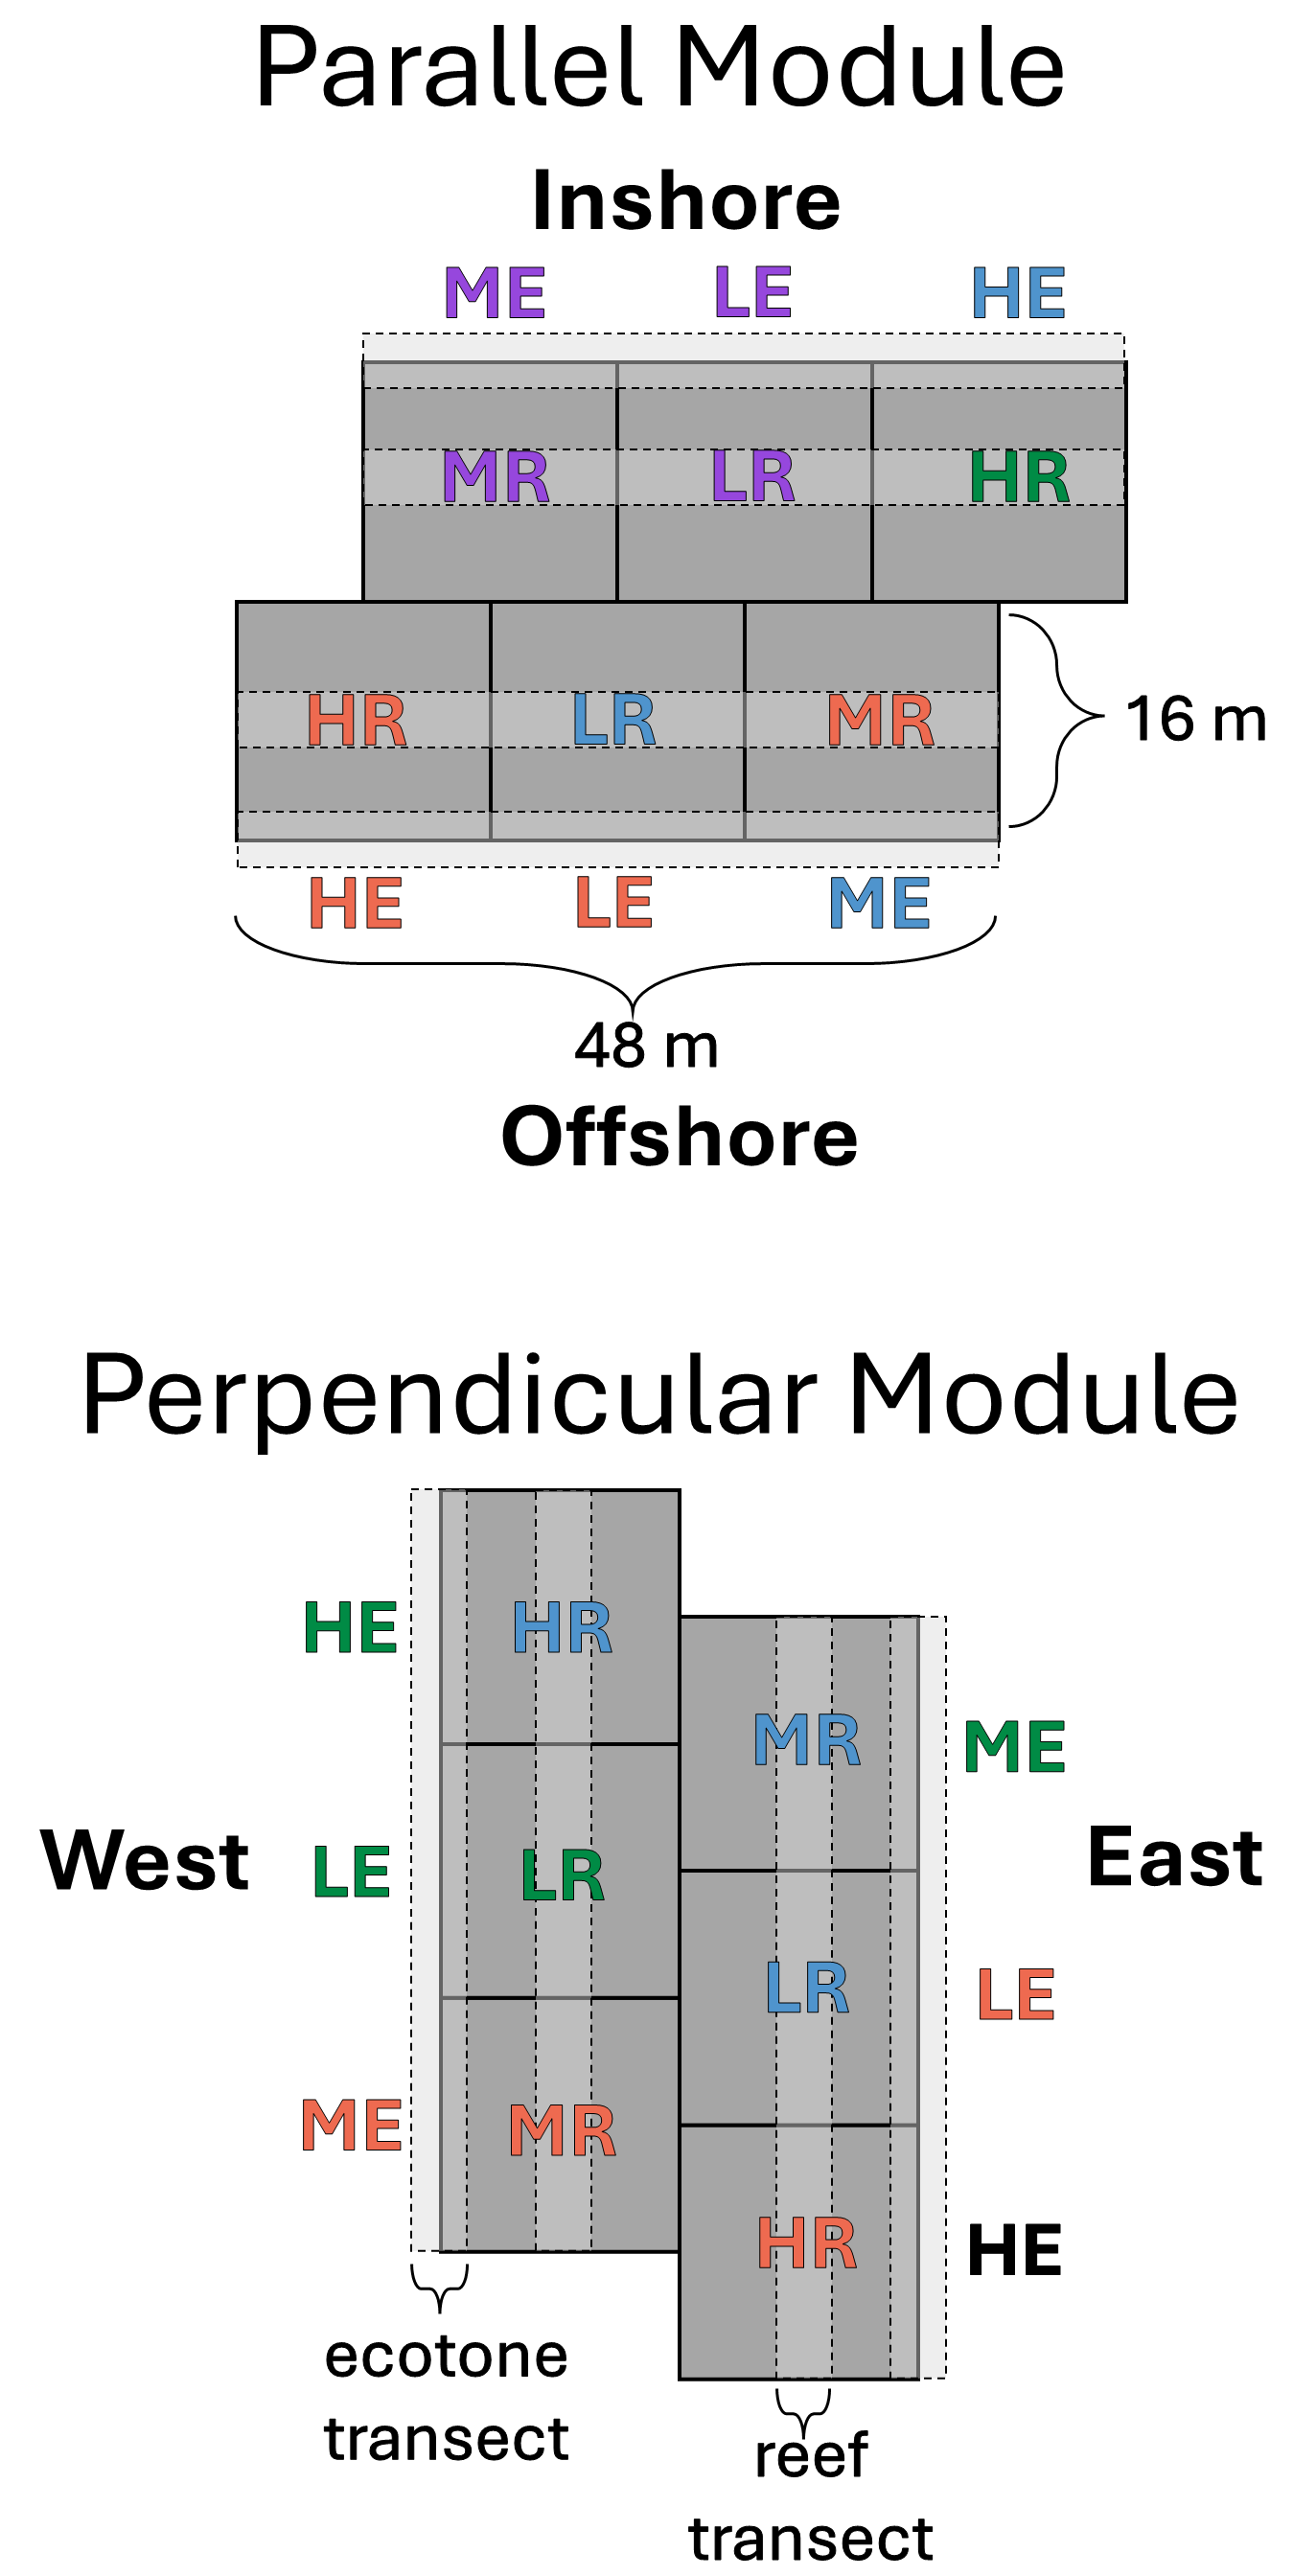 Parallel Module
Inshore
ME LE HE
MR LR HR
HR LR MR
16 m
HE LE ME
48 m
Offshore
Perpendicular Module
HE HR
MR ME
West
East
LE LR
LR LE
ME MR
HR HE
ecotone
transect
reef
transect